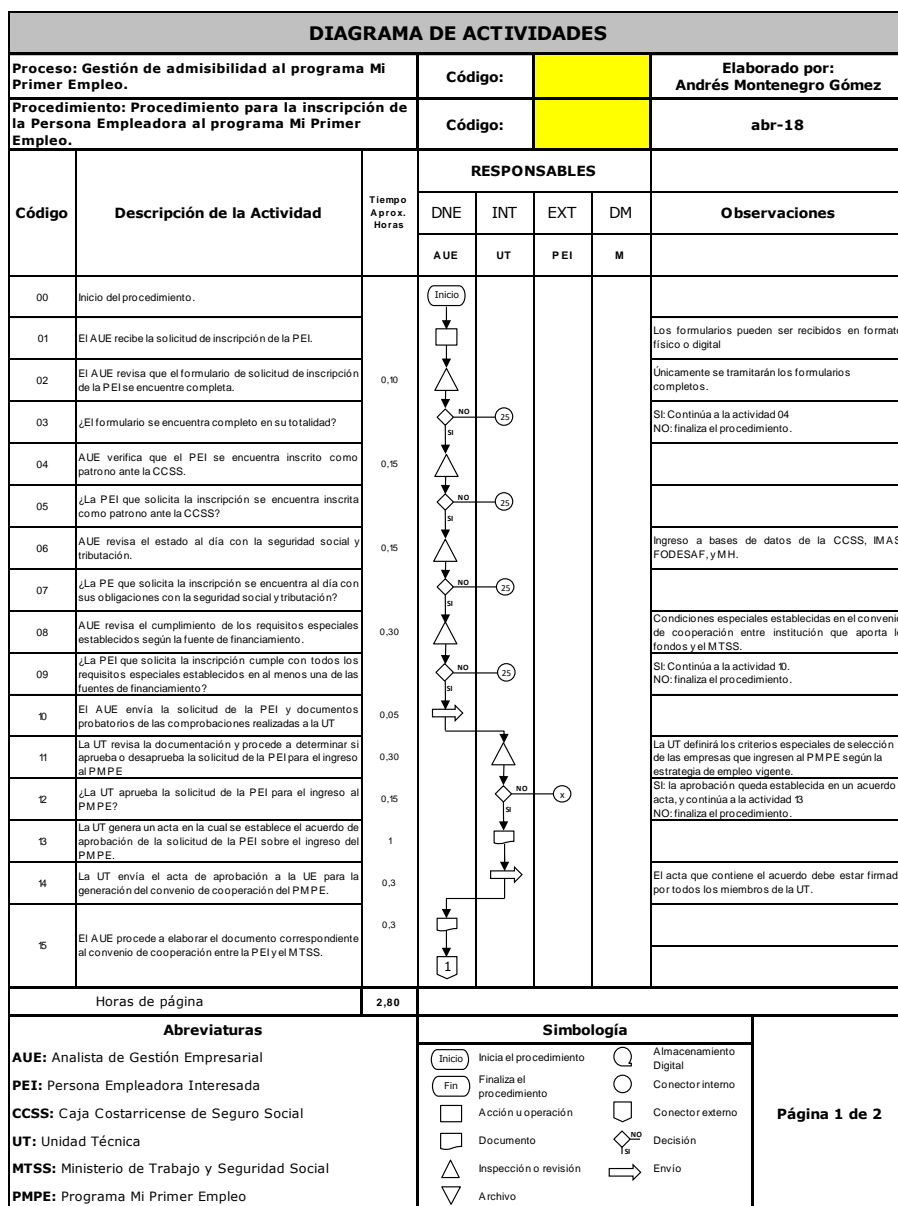 DIAGRAMA DE ACTIVIDADES
Proceso: Gestión de admisibilidad al programa Mi
Primer Empleo.
Código:
Elaborado por:
Andrés Montenegro Gómez
Procedimiento: Procedimiento para la inscripción de
la Persona Empleadora al programa Mi Primer
Empleo.
Código:
abr-18
Código
Descripción de la Actividad
Tiempo
Aprox.
Horas
RESPONSABLES
DNE INT EXT DM
AUE UT PEI M
Observaciones
00
Inicio del procedimiento.
Inicio
01
El AUE recibe la solicitud de inscripción de la PEI.
Los formularios pueden ser recibidos en formato
físico o digital
02
El AUE revisa que el formulario de solicitud de inscripción
de la PEI se encuentre completa.
0,10
Únicamente se tramitarán los formularios
completos.
03
¿El formulario se encuentra completo en su totalidad?
NO
25
SI
SI: Continúa a la actividad 04
NO: finaliza el procedimiento.
04
AUE verifica que el PEI se encuentra inscrito como
patrono ante la CCSS.
0,15
05
¿La PEI que solicita la inscripción se encuentra inscrita
como patrono ante la CCSS?
NO
25
SI
06
AUE revisa el estado al día con la seguridad social y
tributación.
0,15
Ingreso a bases de datos de la CCSS, IMAS
FODESAF, y MH.
07
¿La PE que solicita la inscripción se encuentra al día con
sus obligaciones con la seguridad social y tributación?
NO
25
SI
08
AUE revisa el cumplimiento de los requisitos especiales
establecidos según la fuente de financiamiento.
0,30
Condiciones especiales establecidas en el convenio
de cooperación entre institución que aporta lo
fondos y el MTSS.
09
¿La PEI que solicita la inscripción cumple con todos los
requisitos especiales establecidos en al menos una de las
fuentes de financiamiento?
NO
25
SI
SI: Continúa a la actividad 10.
NO: finaliza el procedimiento.
10
El AUE envía la solicitud de la PEI y documentos
probatorios de las comprobaciones realizadas a la UT
0,05
11
La UT revisa la documentación y procede a determinar si
aprueba o desaprueba la solicitud de la PEI para el ingreso
al PMPE
0,30
La UT definirá los criterios especiales de selección
de las empresas que ingresen al PMPE según la
estrategia de empleo vigente.
12
¿La UT aprueba la solicitud de la PEI para el ingreso al
PMPE?
0,15
NO
x
SI
SI: la aprobación queda establecida en un acuerdo
acta, y continúa a la actividad 13
NO: finaliza el procedimiento.
13
La UT genera un acta en la cual se establece el acuerdo de
aprobación de la solicitud de la PEI sobre el ingreso del
PMPE.
1
14
La UT envía el acta de aprobación a la UE para la
generación del convenio de cooperación del PMPE.
0,3
El acta que contiene el acuerdo debe estar firmad
por todos los miembros de la UT.
15
El AUE procede a elaborar el documento correspondiente
al convenio de cooperación entre la PEI y el MTSS.
0,3
1
Horas de página
2,80
Abreviaturas
AUE: Analista de Gestión Empresarial
PEI: Persona Empleadora Interesada
CCSS: Caja Costarricense de Seguro Social
UT: Unidad Técnica
MTSS: Ministerio de Trabajo y Seguridad Social
PMPE: Programa Mi Primer Empleo
Simbología
Inicio
Inicia el procedimiento
Fin
Finaliza el
procedimiento
Acción u operación
Documento
Inspección o revisión
Archivo
Almacenamiento
Digital
Conector interno
Conector externo
NO
SI
Decisión
Envío
Página 1 de 2